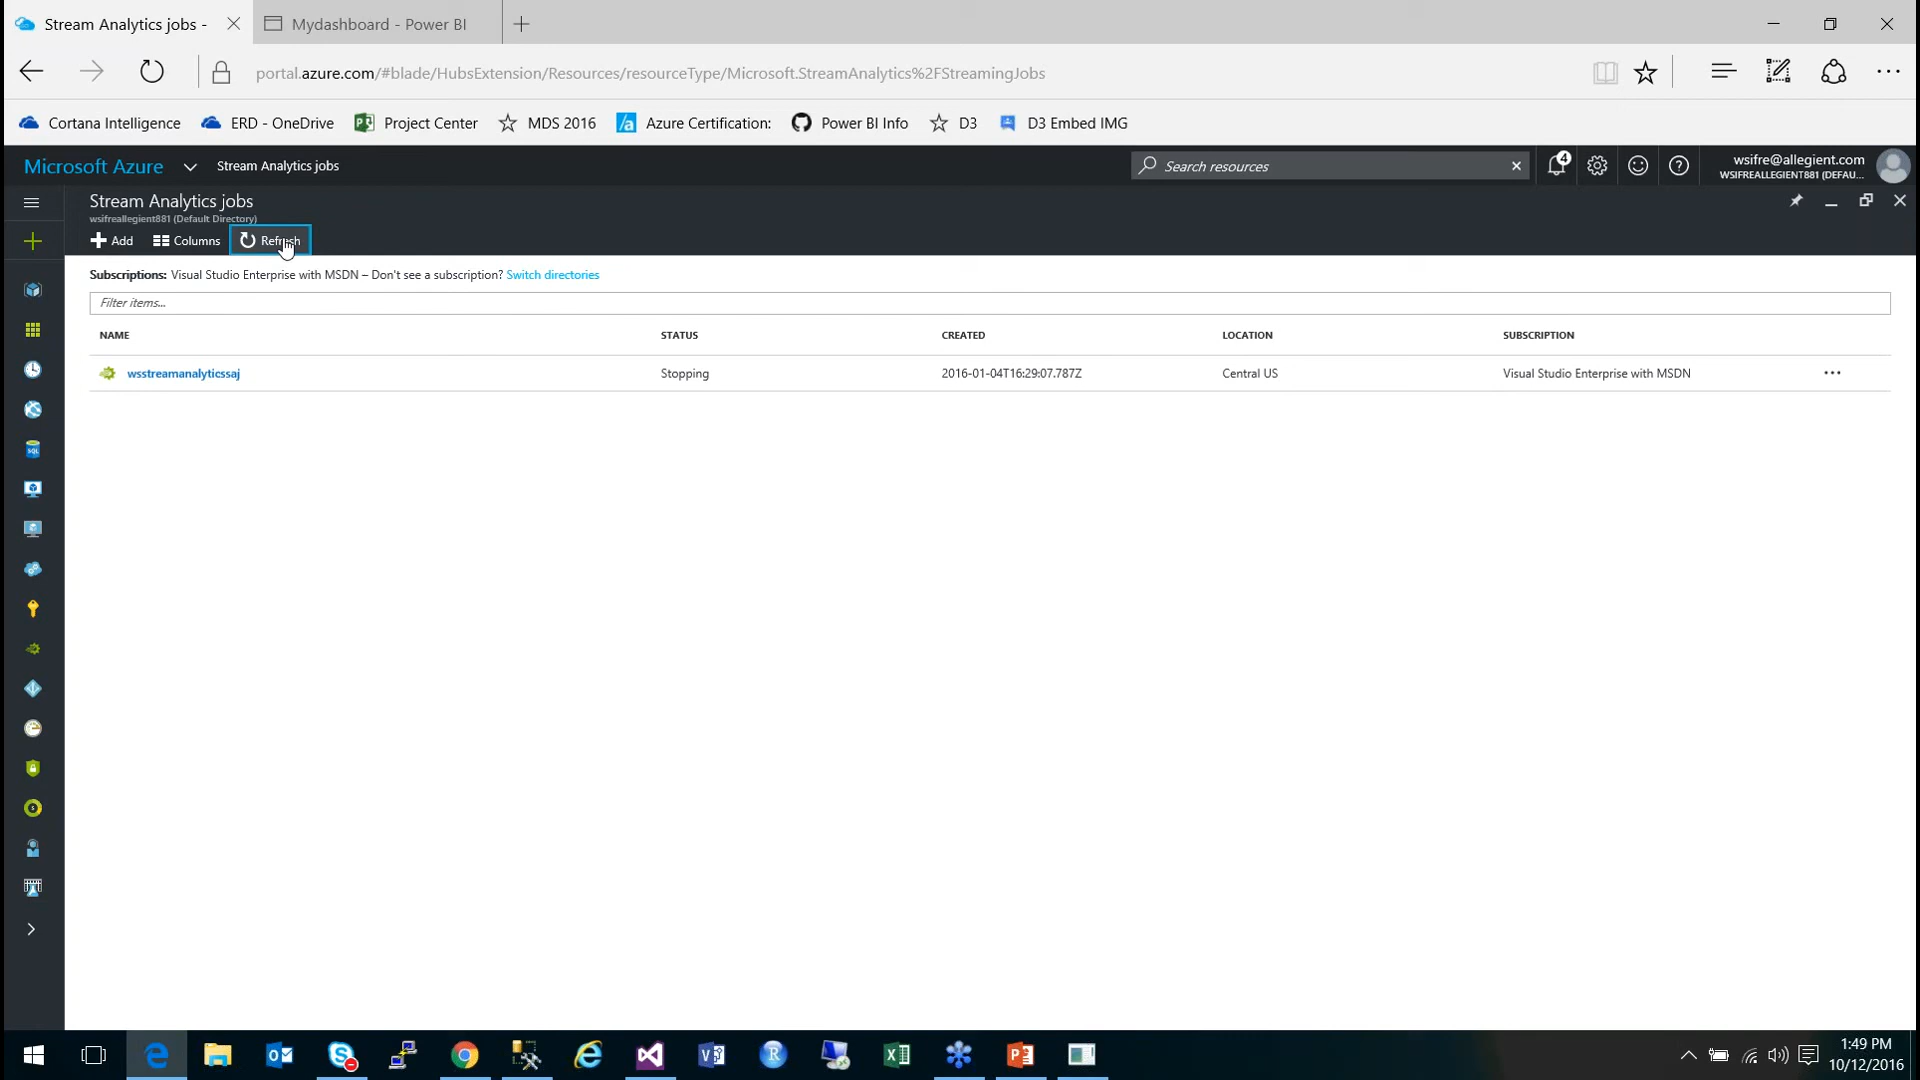 Stream Analytics jobs -
Mydashboard - Power BI
portal.azure.com/#blade/HubsExtension/Resources/resourceType/Microsoft.StreamAnalytics%2FStreamingJobs
Cortana Intelligence
ERD - OneDrive
Project Center
MDS 2016
Azure Certification:
Power BI Info
D3
D3 Embed IMG
Microsoft Azure
Stream Analytics jobs
Search resources
4
wsifre@allegient.com
WSIFREALLEGIENT881 (DEFAU...
Stream Analytics jobs
wsifreallegient881 (Default Directory)
Add
Columns
Refresh
Subscriptions: Visual Studio Enterprise with MSDN – Don't see a subscription? Switch directories
Filter items...
NAME STATUS CREATED LOCATION SUBSCRIPTION
wsstreamanalyticssaj Stopping 2016-01-04T16:29:07.787Z Central US Visual Studio Enterprise with MSDN
1:49 PM
10/12/2016